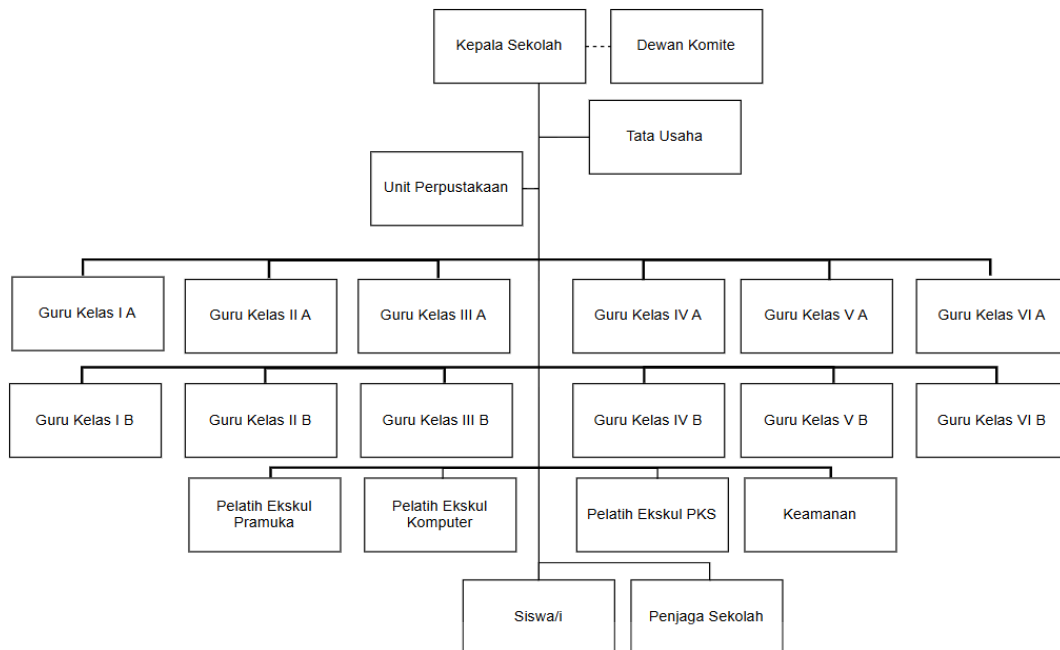 Kepala Sekolah
Dewan Komite
Tata Usaha
Unit Perpustakaan
Guru Kelas I A
Guru Kelas II A
Guru Kelas III A
Guru Kelas IV A
Guru Kelas V A
Guru Kelas VI A
Guru Kelas I B
Guru Kelas II B
Guru Kelas III B
Guru Kelas IV B
Guru Kelas V B
Guru Kelas VI B
Pelatih Ekskul
Pramuka
Pelatih Ekskul
Komputer
Pelatih Ekskul PKS
Keamanan
Siswa/i
Penjaga Sekolah